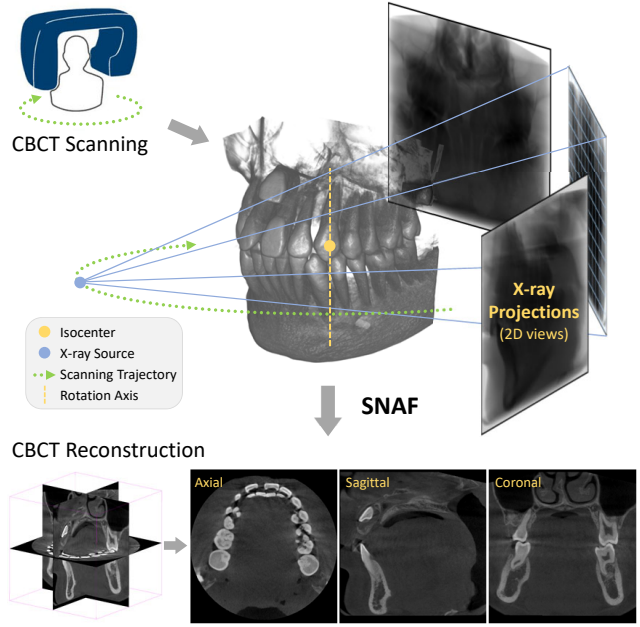 CBCT Scanning
X-ray
Projections
(2D views)
Isocenter
X-ray Source
Scanning Trajectory
Rotation Axis
SNAF
CBCT Reconstruction
Axial
Sagittal
Coronal